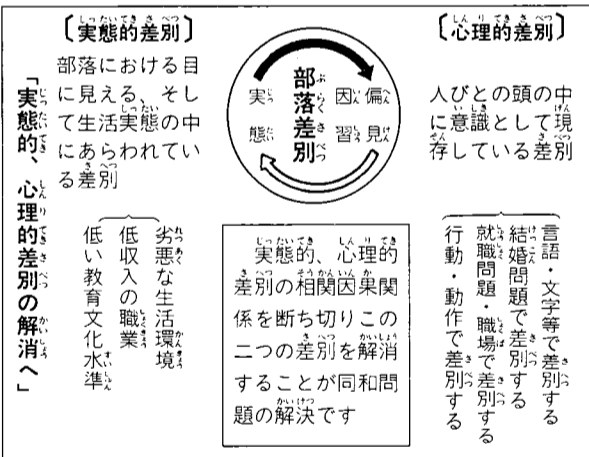 〔心理的差別〕
人びとの頭の中
に意識として現
存している差別
言語・文字等で差別する
結婚問題で差別する
就職問題・職場で差別する
行動・動作で差別する
部落差別
偏見
因習
実態
実態的、心理的
差別の相関因果関
係を断ち切りこの
二つの差別を解消
することが同和問
題の解決です
〔実態的差別〕
部落における目
に見える、そし
て生活実態の中
にあらわれてい
る差別
劣悪な生活環境
低収入の職業
低い教育文化水準
「実態的、心理的差別の解消へ」